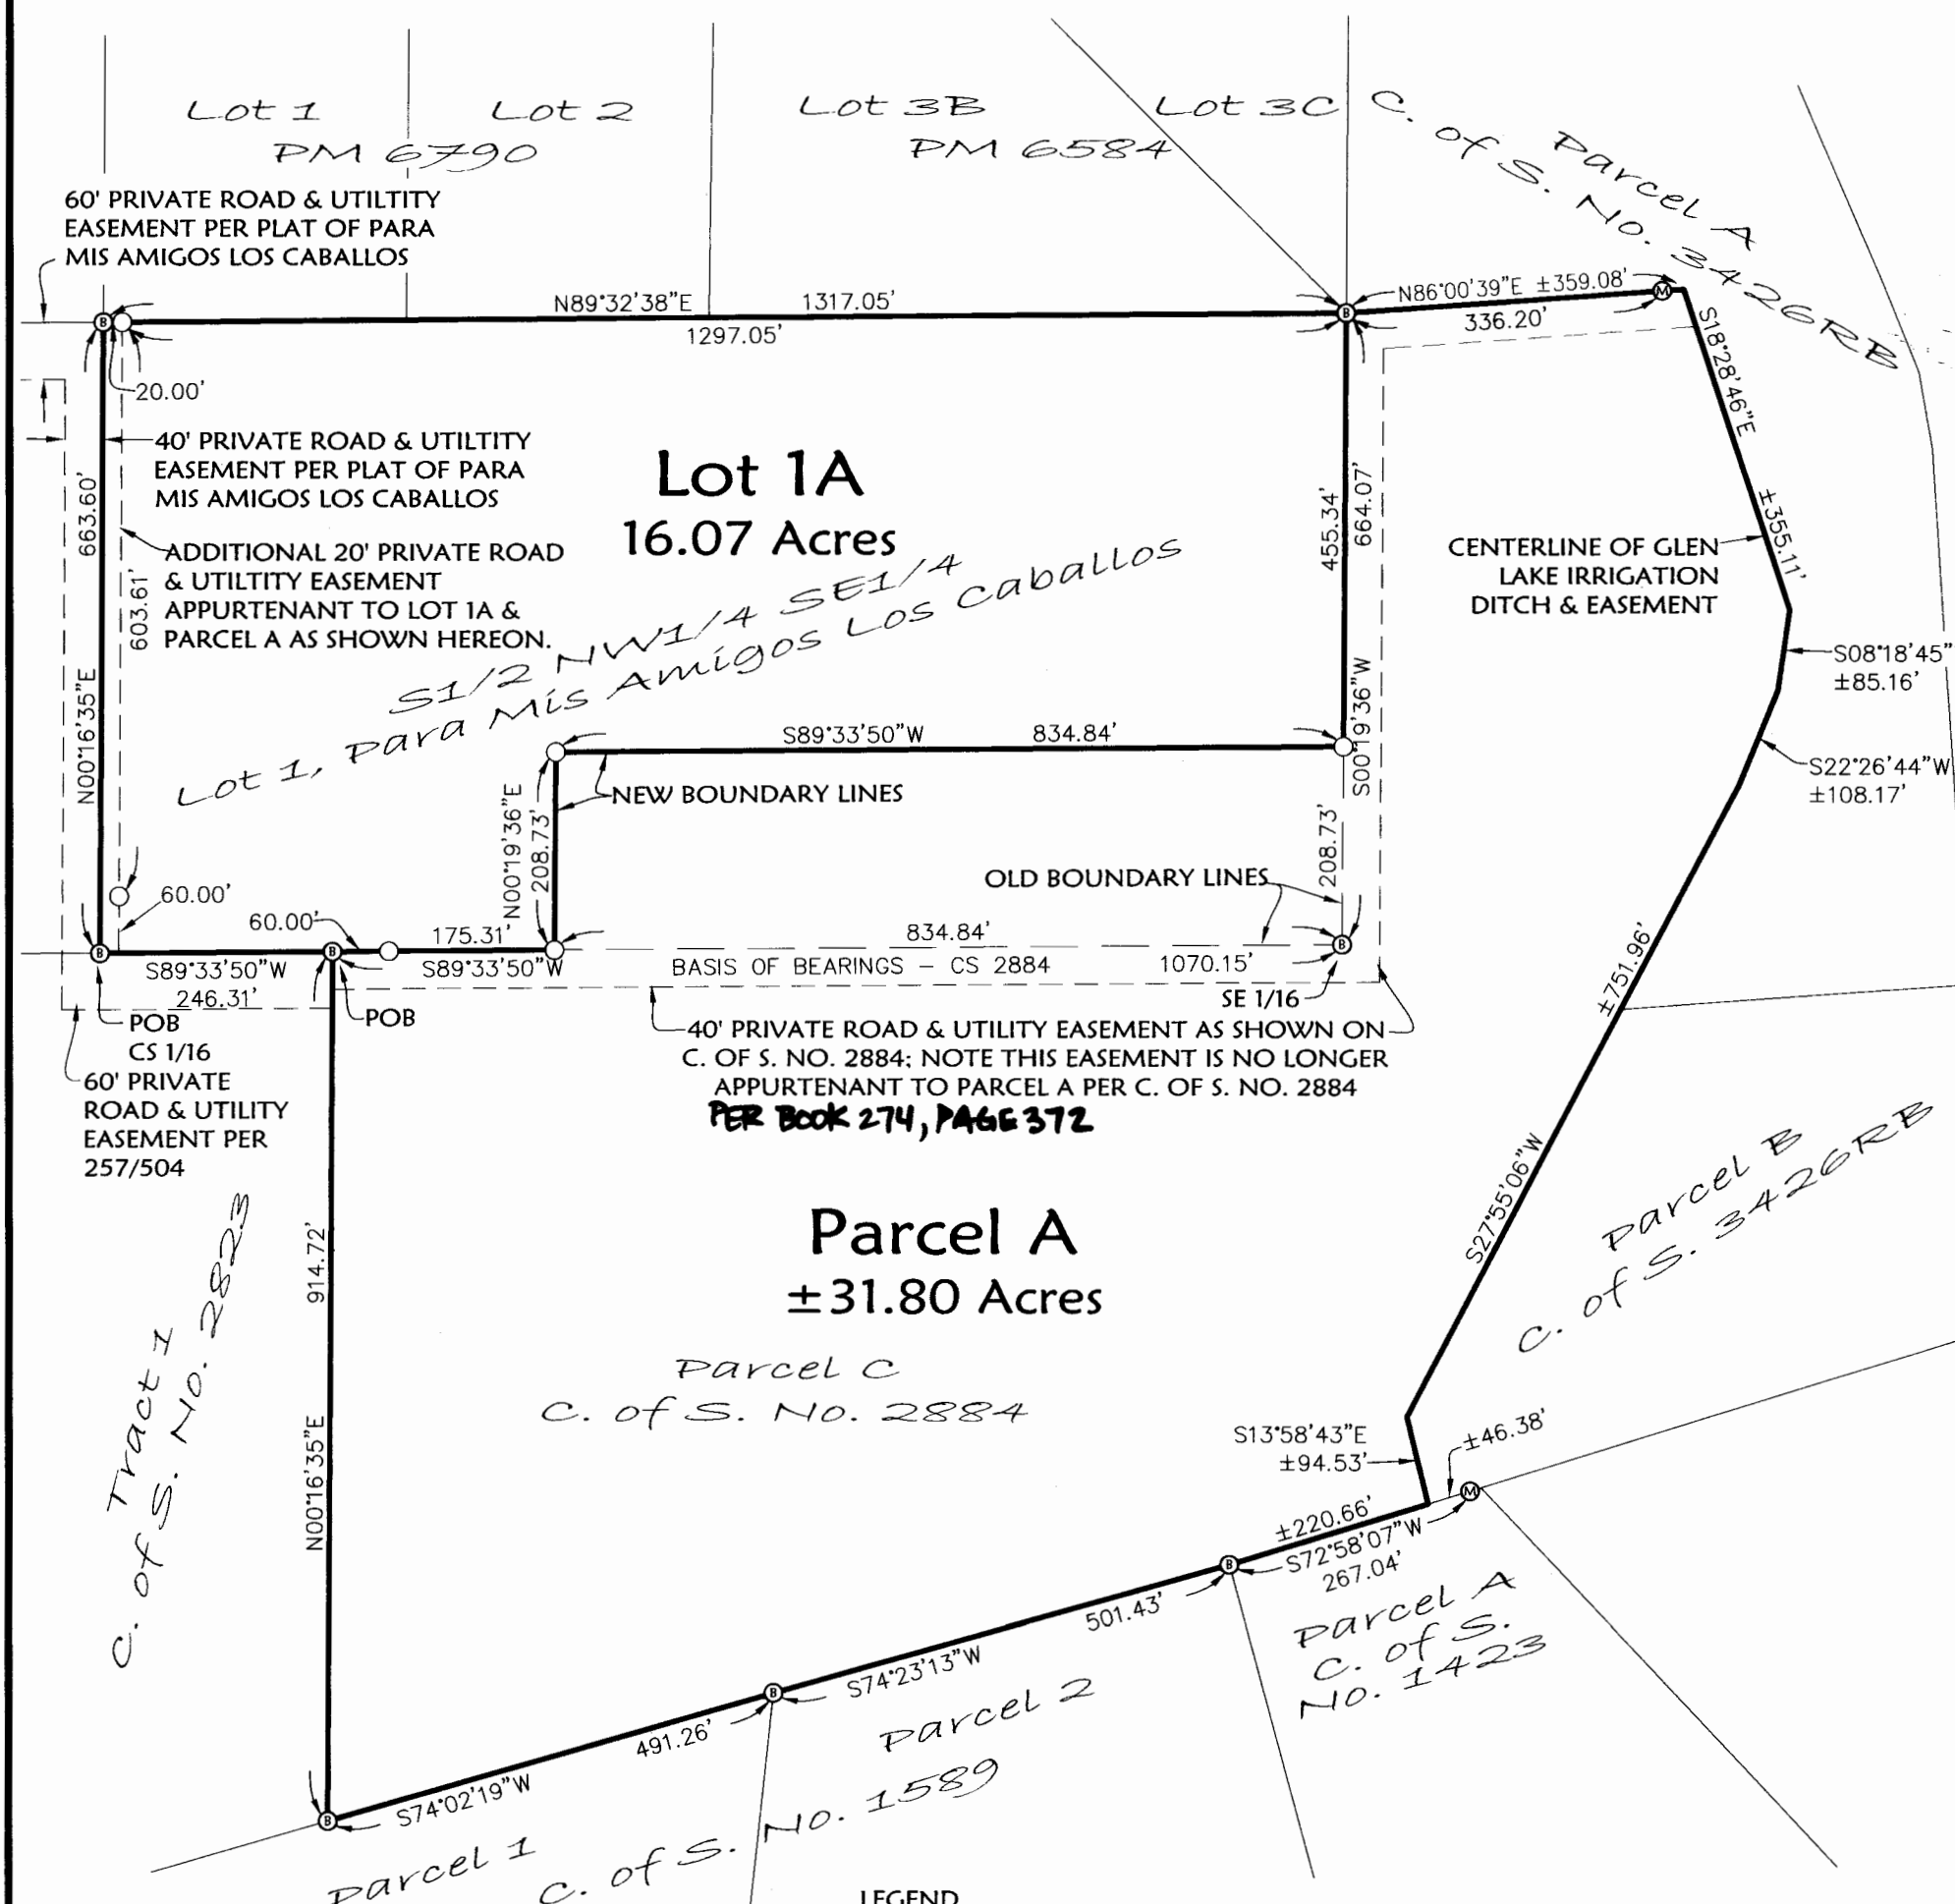 Lot 1
Lot 2
Lot 3B
Lot 3C
PM 6790
PM 6584
Parcel A
C. of S. No. 3426RB
60' PRIVATE ROAD & UTILTITY
EASEMENT PER PLAT OF PARA
MIS AMIGOS LOS CABALLOS
N89°32'38"E
1317.05'
1297.05'
N86°00'39"E ±359.08'
336.20'
B
B
M
20.00'
40' PRIVATE ROAD & UTILTITY
EASEMENT PER PLAT OF PARA
MIS AMIGOS LOS CABALLOS
663.60'
N00°16'35"E
603.61'
ADDITIONAL 20' PRIVATE ROAD
& UTILTITY EASEMENT
APPURTENANT TO LOT 1A &
PARCEL A AS SHOWN HEREON.
Lot 1A
16.07 Acres
S1/2 NW1/4 SE1/4
Lot 1, Para Mis Amigos Los Caballos
455.34'
664.07'
S00°19'36"W
S18°28'46"E
±355.11'
CENTERLINE OF GLEN
LAKE IRRIGATION
DITCH & EASEMENT
S08°18'45"
±85.16'
S22°26'44"W
±108.17'
S89°33'50"W
834.84'
NEW BOUNDARY LINES
N00°19'36"E
208.73'
208.73'
OLD BOUNDARY LINES
60.00'
60.00'
175.31'
834.84'
B
B
B
S89°33'50"W
246.31'
S89°33'50"W
BASIS OF BEARINGS – CS 2884
1070.15'
SE 1/16
POB
CS 1/16
POB
60' PRIVATE
ROAD & UTILITY
EASEMENT PER
257/504
40' PRIVATE ROAD & UTILITY EASEMENT AS SHOWN ON
C. OF S. NO. 2884; NOTE THIS EASEMENT IS NO LONGER
APPURTENANT TO PARCEL A PER C. OF S. NO. 2884
PER BOOK 274, PAGE 372
±751.96'
S27°55'06"W
Parcel B
C. of S. 3426RB
Parcel A
±31.80 Acres
Parcel C
C. of S. No. 2884
914.72'
N00°16'35"E
Tract 1
C. of S. No. 2823
S13°58'43"E
±94.53'
±46.38'
M
±220.66'
S72°58'07"W
267.04'
B
Parcel A
C. of S.
No. 1423
501.43'
S74°23'13"W
B
491.26'
S74°02'19"W
B
Parcel 2
Parcel 1
C. of S. No. 1589
LEGEND